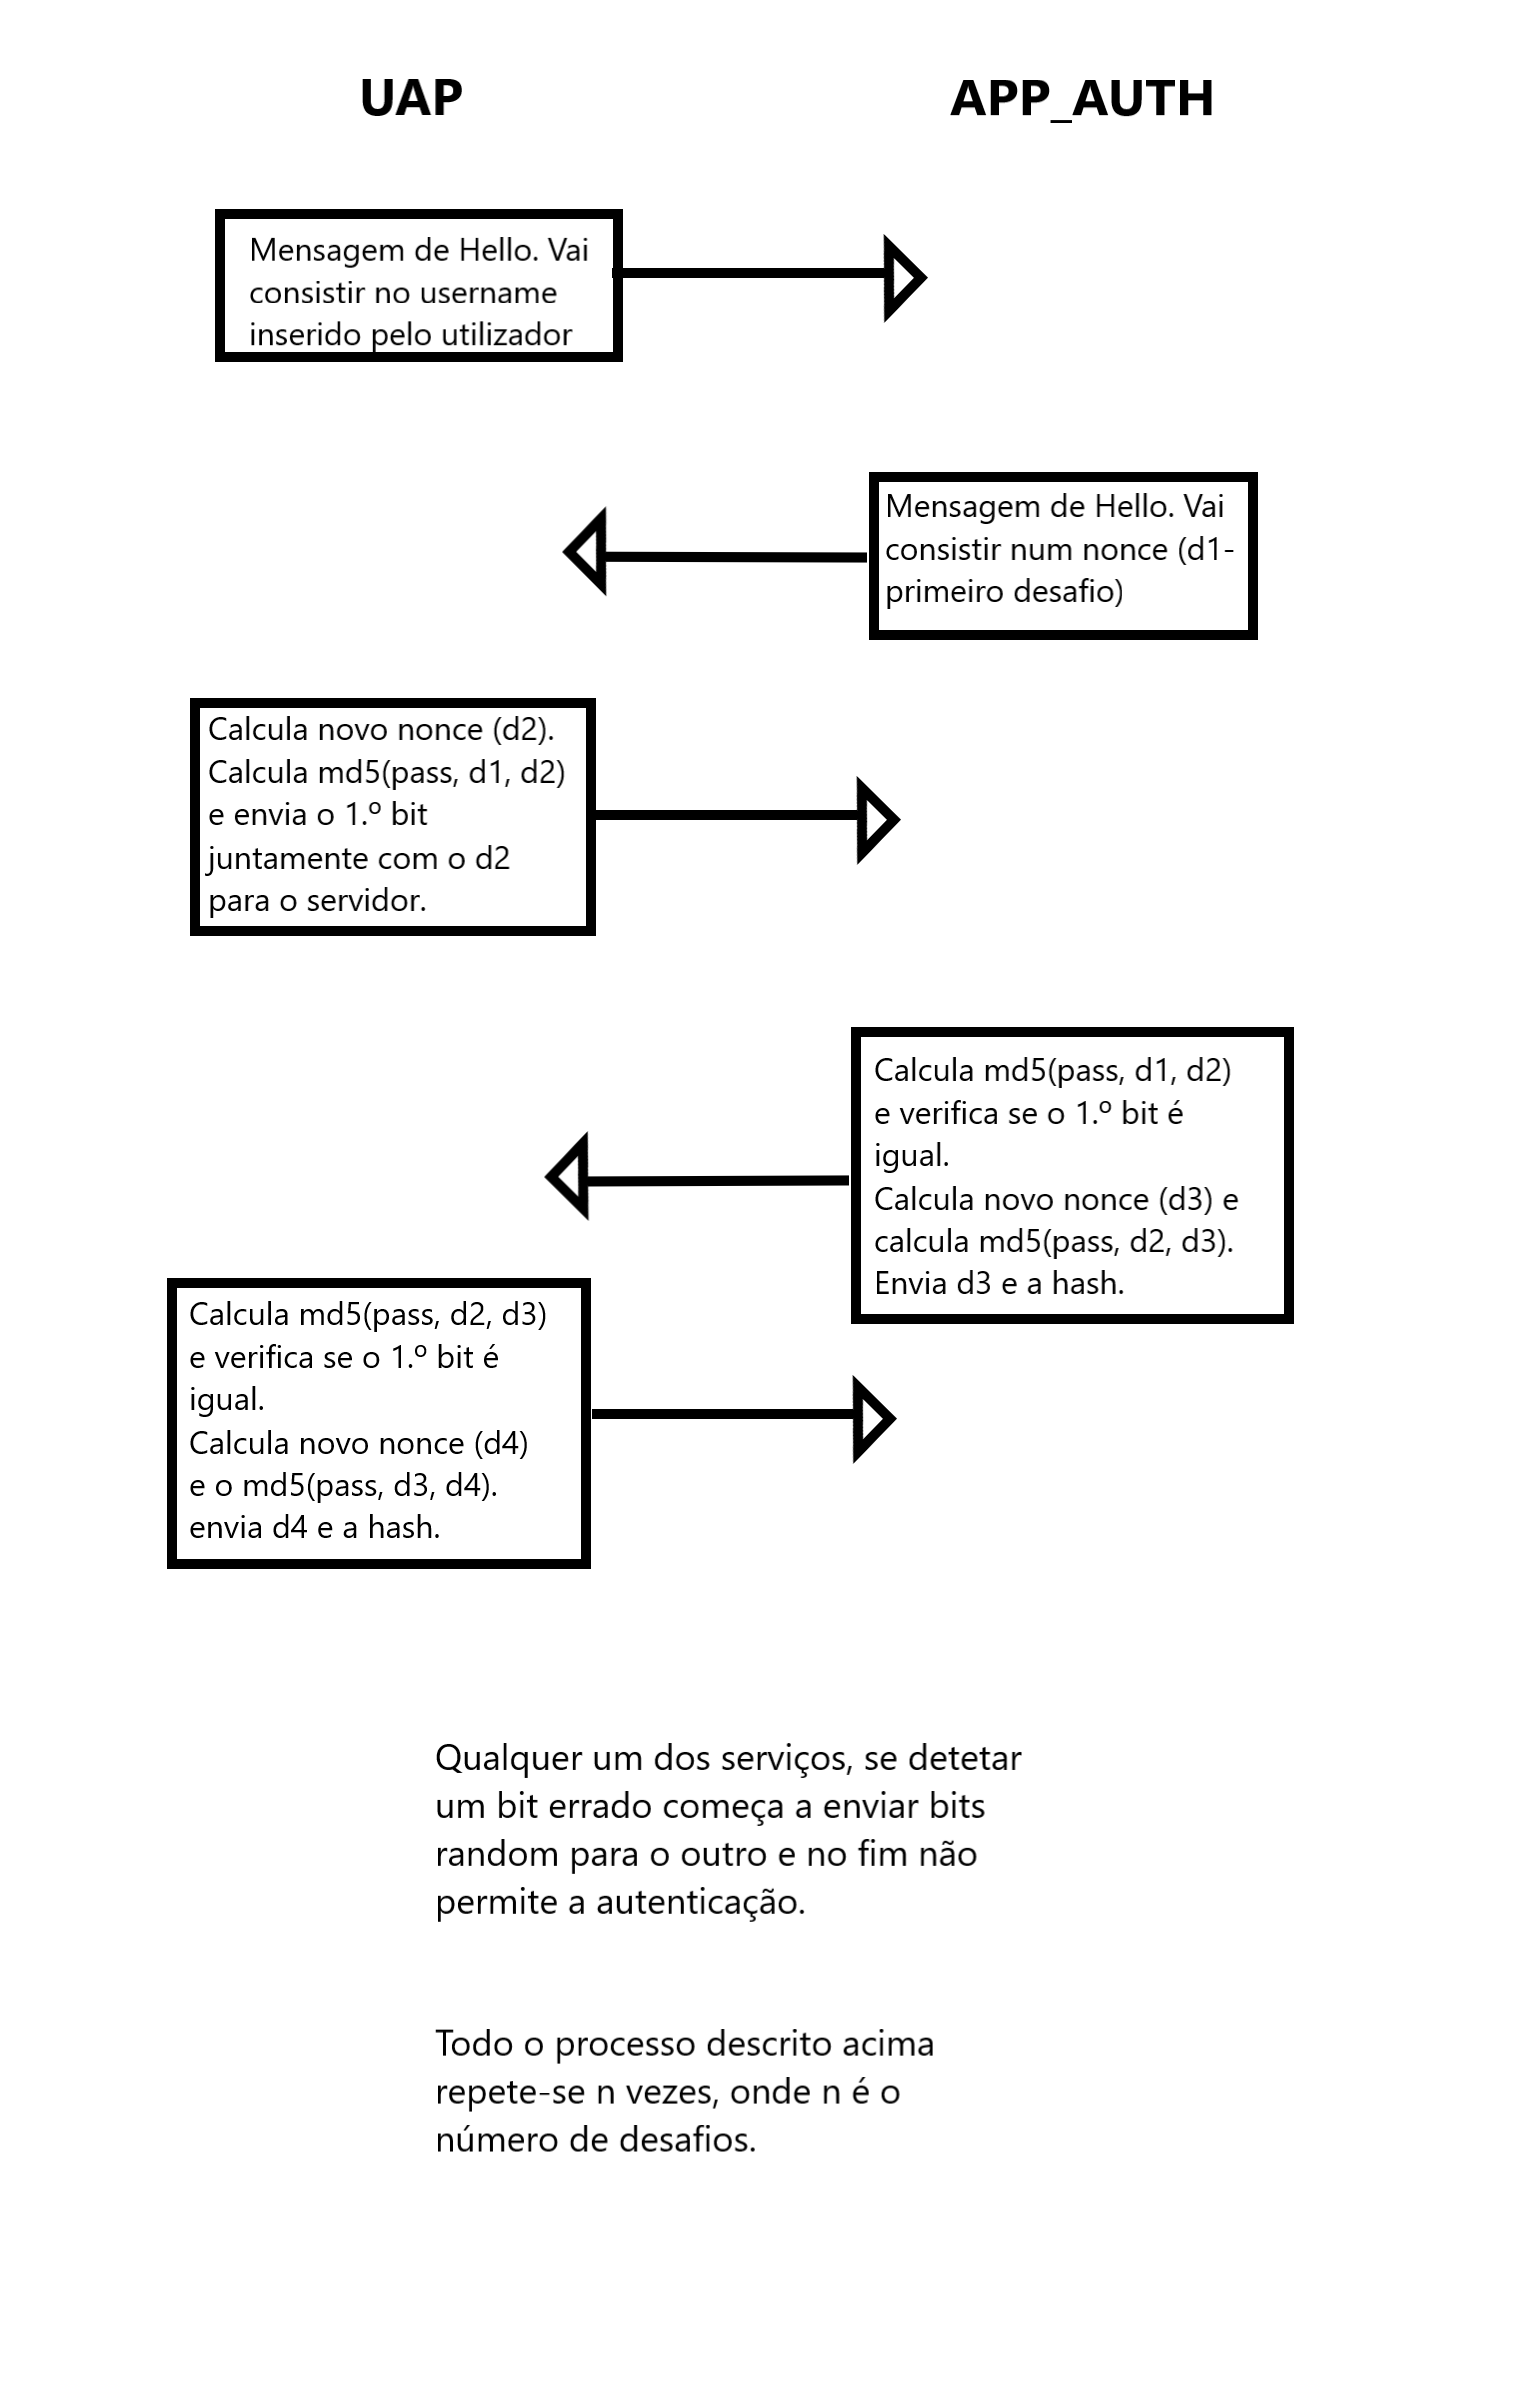 UAP
APP_AUTH
Mensagem de Hello. Vai
consistir no username
inserido pelo utilizador
Mensagem de Hello. Vai
consistir num nonce (d1-
primeiro desafio)
Calcula novo nonce (d2).
Calcula md5(pass, d1, d2)
e envia o 1.º bit
juntamente com o d2
para o servidor.
Calcula md5(pass, d1, d2)
e verifica se o 1.º bit é
igual.
Calcula novo nonce (d3) e
calcula md5(pass, d2, d3).
Envia d3 e a hash.
Calcula md5(pass, d2, d3)
e verifica se o 1.º bit é
igual.
Calcula novo nonce (d4)
e o md5(pass, d3, d4).
envia d4 e a hash.
Qualquer um dos serviços, se detetar
um bit errado começa a enviar bits
random para o outro e no fim não
permite a autenticação.
Todo o processo descrito acima
repete-se n vezes, onde n é o
número de desafios.